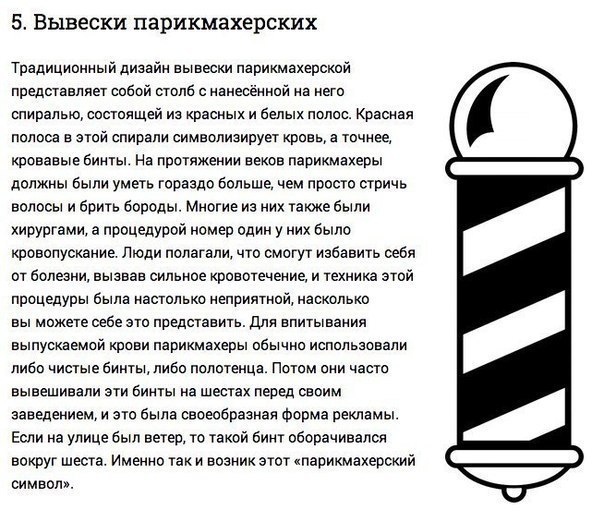 5. Вывески парикмахерских
Традиционный дизайн вывески парикмахерской
представляет собой столб с нанесённой на него
спиралью, состоящей из красных и белых полос. Красная
полоса в этой спирали символизирует кровь, а точнее,
кровавые бинты. На протяжении веков парикмахеры
должны были уметь гораздо больше, чем просто стричь
волосы и брить бороды. Многие из них также были
хирургами, а процедурой номер один у них было
кровопускание. Люди полагали, что смогут избавить себя
от болезни, вызвав сильное кровотечение, и техника этой
процедуры была настолько неприятной, насколько
вы можете себе это представить. Для впитывания
выпускаемой крови парикмахеры обычно использовали
либо чистые бинты, либо полотенца. Потом они часто
вывешивали эти бинты на шестах перед своим
заведением, и это была своеобразная форма рекламы.
Если на улице был ветер, то такой бинт оборачивался
вокруг шеста. Именно так и возник этот «парикмахерский
символ».